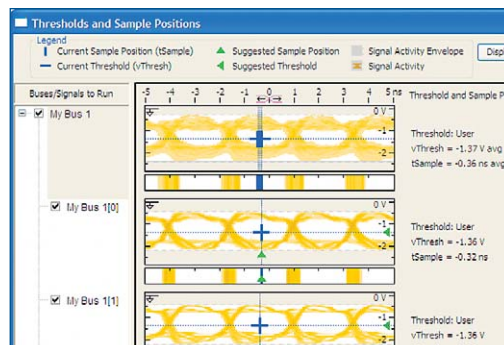 Thresholds and Sample Positions
Legend
Current Sample Position (tSample)
Suggested Sample Position
Signal Activity Envelope
Current Threshold (vThresh)
Suggested Threshold
Signal Activity
Buses/Signals to Run
-5 -4 -3 -2 -1 0 1 2 3 4 5 ns
Threshold and Sample P
My Bus 1
0 V
-1
-2
Threshold: User
vThresh = -1.37 V avg
tSample = -0.36 ns avg
My Bus 1[0]
0 V
-1
-2
Threshold: User
vThresh = -1.36 V
tSample = -0.32 ns
My Bus 1[1]
0 V
-1
-2
Threshold: User
vThresh = -1.36 V